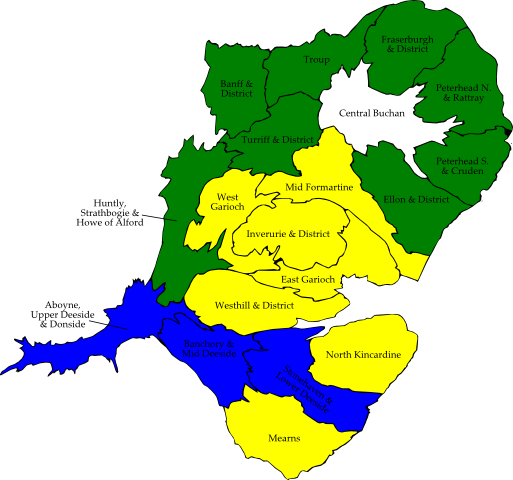 Fraserburgh
& District
Troup
Banff &
District
Peterhead N.
& Rattray
Central Buchan
Turriff & District
Peterhead S.
& Cruden
Mid Formartine
West
Garioch
Ellon & District
Huntly,
Strathbogie &
Howe of Alford
Inverurie & District
East Garioch
Aboyne,
Upper Deeside
& Donside
Westhill & District
Banchory &
Mid Deeside
North Kincardine
Stonehaven &
Lower Deeside
Mearns